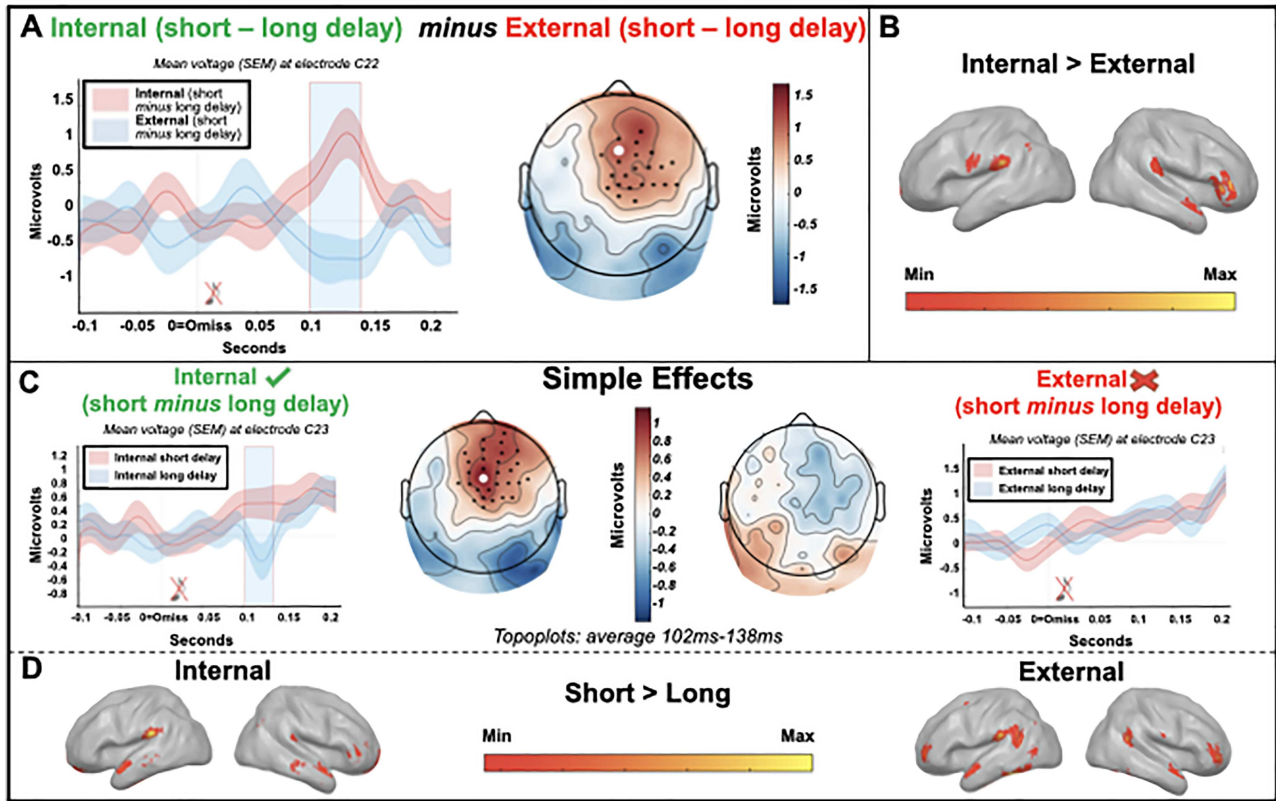 A Internal (short – long delay) minus External (short – long delay)
Mean voltage (SEM) at electrode C22
Internal (short
minus long delay)
External (short
minus long delay)
Microvolts
1.5
1
0.5
0
-0.5
-1
-0.1 -0.05 0=Omiss 0.05 0.1 0.15 0.2
Seconds
Microvolts
1.5
1
0.5
0
-0.5
-1
-1.5
B
Internal > External
Min Max
C
Internal
(short minus long delay)
Mean voltage (SEM) at electrode C23
Internal short delay
Internal long delay
Microvolts
1.2
1
0.8
0.6
0.4
0.2
0
-0.2
-0.4
-0.6
-0.8
-0.1 -0.05 0=Omiss 0.05 0.1 0.15 0.2
Seconds
Simple Effects
Microvolts
1
0.8
0.6
0.4
0.2
0
-0.2
-0.4
-0.6
-0.8
-1
Topoplots: average 102ms-138ms
External
(short minus long delay)
Mean voltage (SEM) at electrode C23
External short delay
External long delay
Microvolts
1.5
1
0.5
0
-0.5
-1
-0.1 -0.05 0=Omiss 0.05 0.1 0.15 0.2
Seconds
D
Internal
Short > Long
Min Max
External